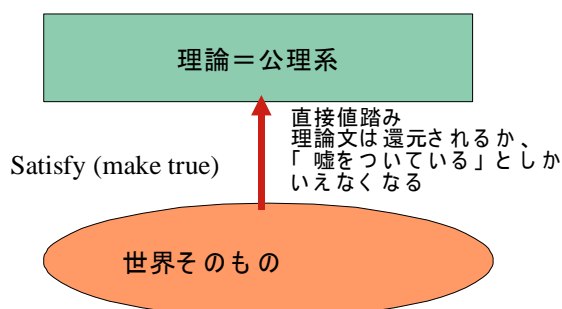 理論＝公理系
直接値踏み
理論文は還元されるか、
「嘘をついている」としか
いえなくなる
Satisfy (make true)
世界そのもの